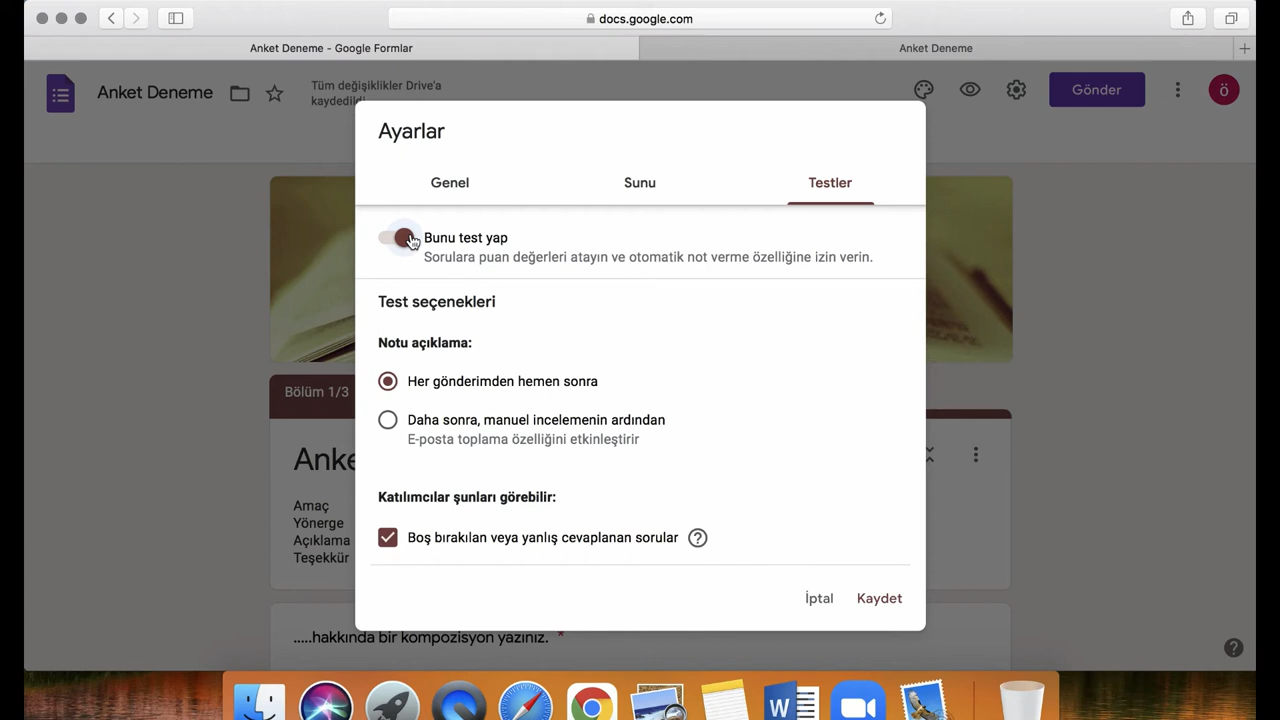 docs.google.com
Anket Deneme - Google Formlar
Anket Deneme
Anket Deneme
Tüm değişiklikler Drive'a
kaydedildi
Gönder
ö
Ayarlar
Genel
Sunu
Testler
Bunu test yap
Sorulara puan değerleri atayın ve otomatik not verme özelliğine izin verin.
Test seçenekleri
Notu açıklama:
Her gönderimden hemen sonra
Daha sonra, manuel incelemenin ardından
E-posta toplama özelliğini etkinleştirir
Katılımcılar şunları görebilir:
Boş bırakılan veya yanlış cevaplanan sorular
İptal
Kaydet
Bölüm 1/3
Anke
Amaç
Yönerge
Açıklama
Teşekkür
.....hakkında bir kompozisyon yazınız. *
W